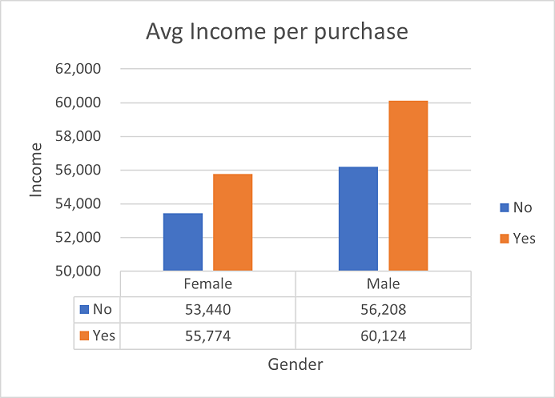 Avg Income per purchase
62,000
60,000
58,000
56,000
54,000
52,000
50,000
Income
Female Male
No 53,440 56,208
Yes 55,774 60,124
Gender
No
Yes